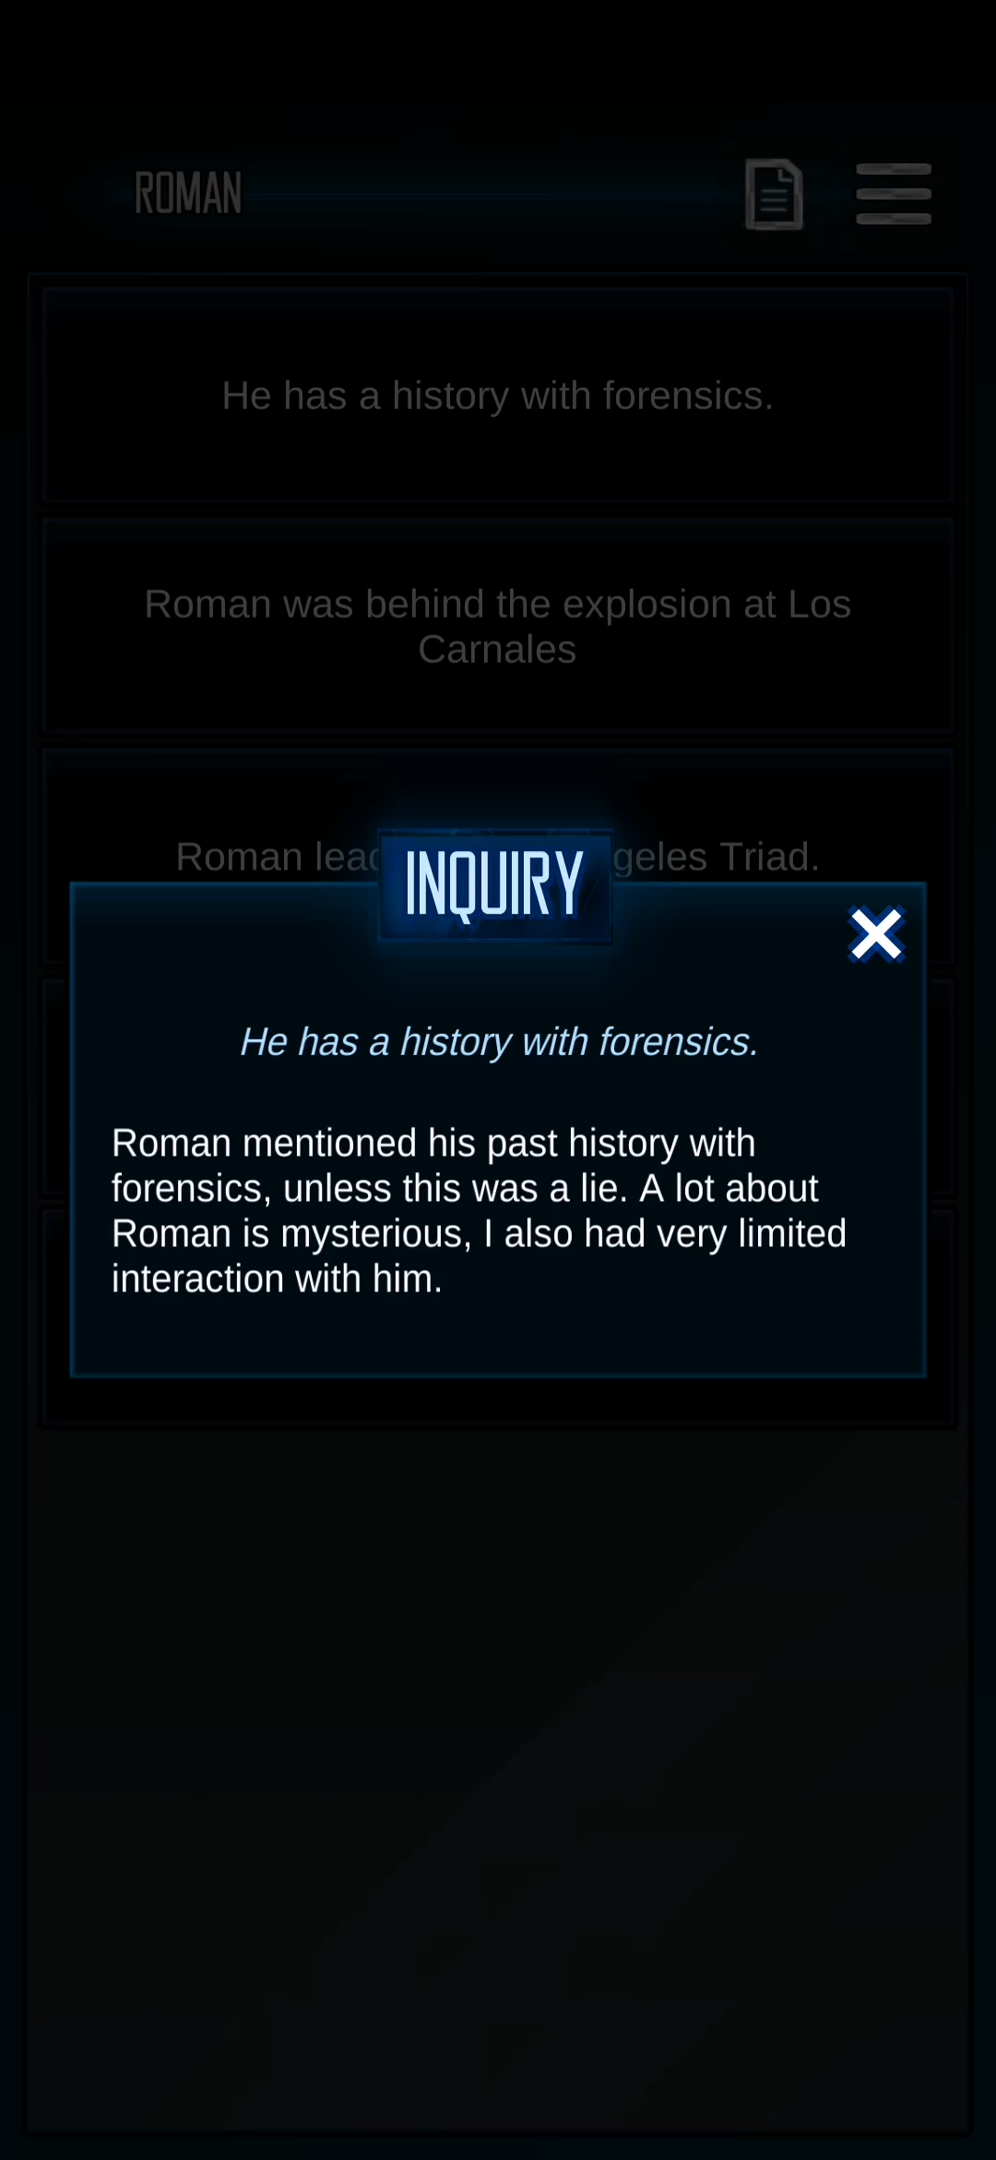 ROMAN
He has a history with forensics.
Roman was behind the explosion at Los
Carnales
Roman geles Triad.
INQUIRY
He has a history with forensics.
Roman mentioned his past history with
forensics, unless this was a lie. A lot about
Roman is mysterious, I also had very limited
interaction with him.